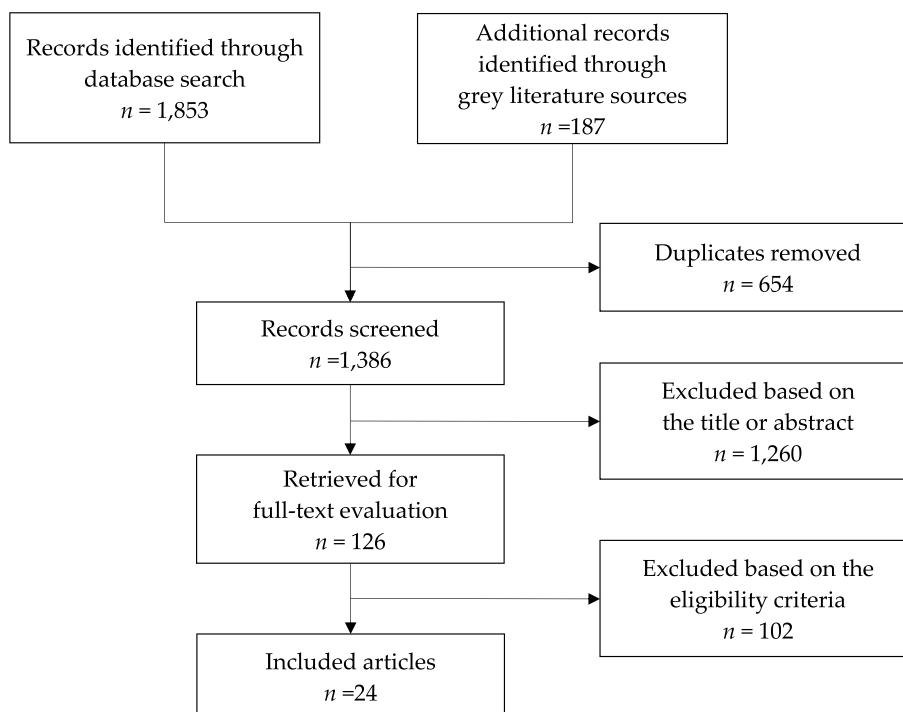 Records identified through
database search
n = 1,853
Additional records
identified through
grey literature sources
n =187
Duplicates removed
n = 654
Records screened
n =1,386
Excluded based on
the title or abstract
n = 1,260
Retrieved for
full-text evaluation
n = 126
Excluded based on the
eligibility criteria
n = 102
Included articles
n =24